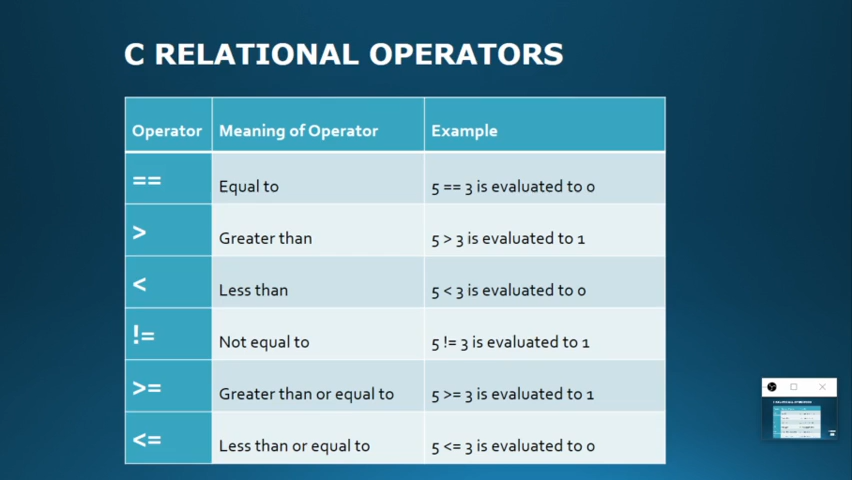 C RELATIONAL OPERATORS
Operator Meaning of Operator Example
== Equal to 5 == 3 is evaluated to 0
> Greater than 5 > 3 is evaluated to 1
< Less than 5 < 3 is evaluated to 0
!= Not equal to 5 != 3 is evaluated to 1
>= Greater than or equal to 5 >= 3 is evaluated to 1
<= Less than or equal to 5 <= 3 is evaluated to 0
C RELATIONAL OPERATORS